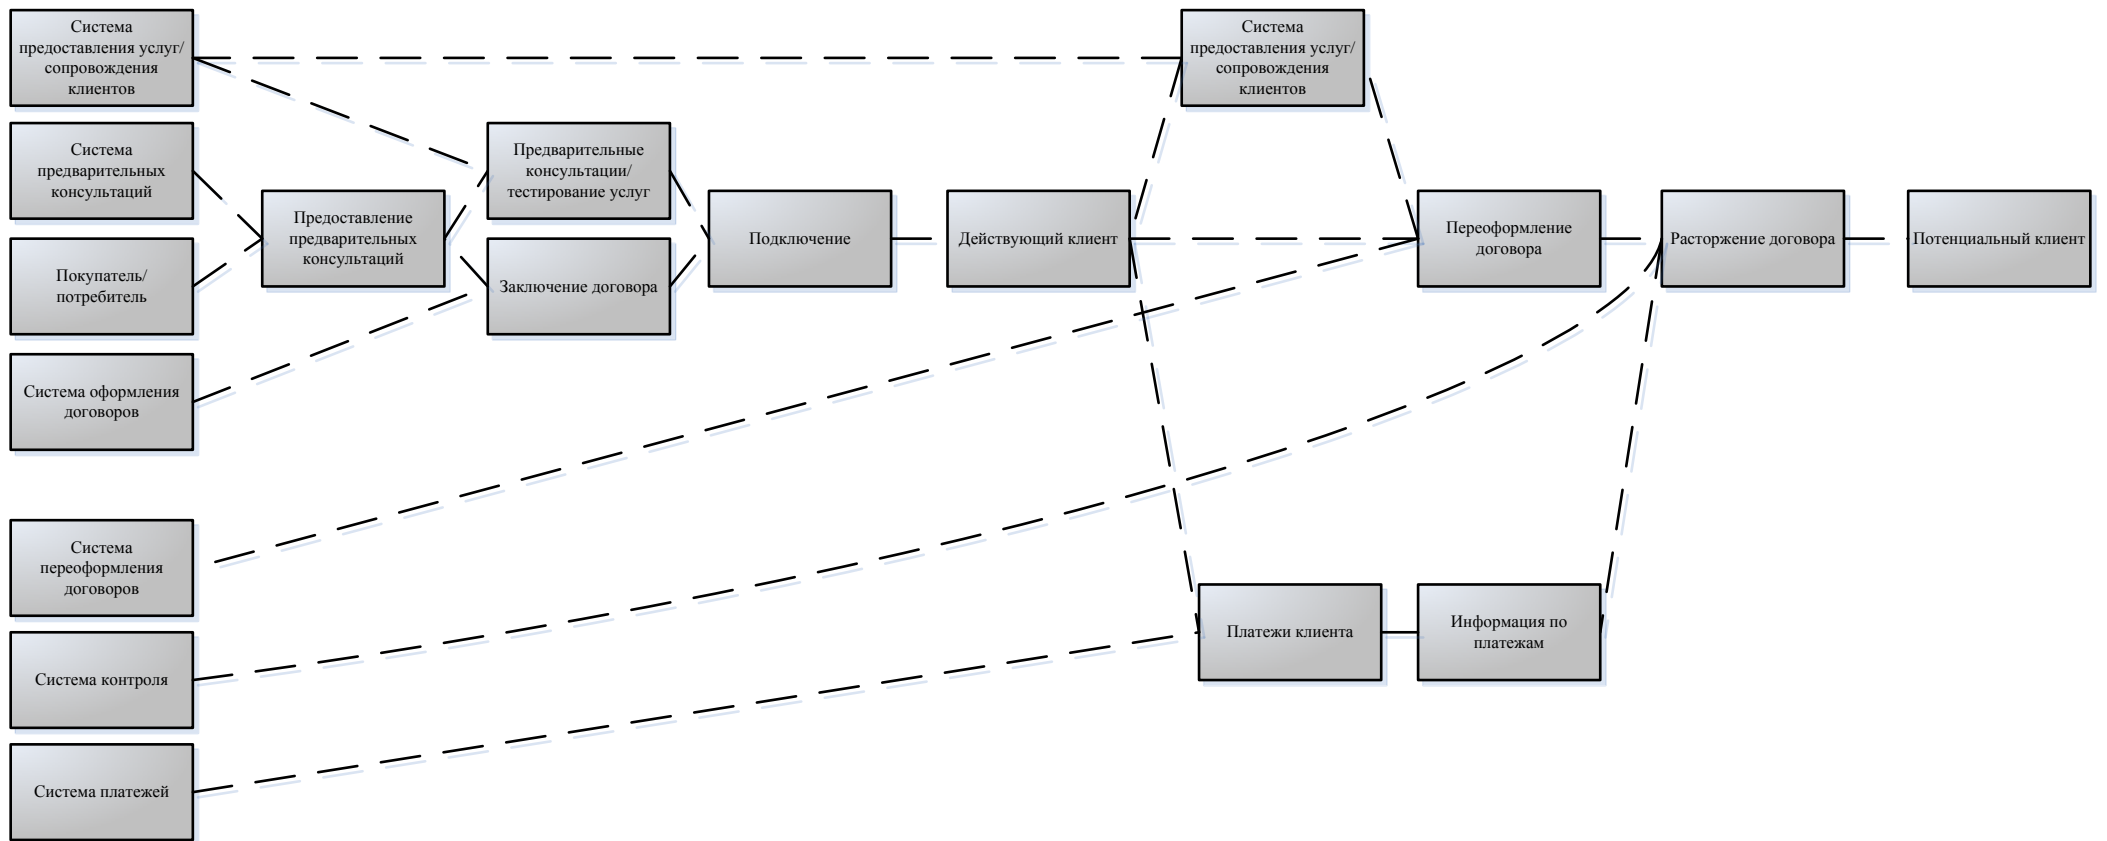 Система
предоставления услуг/
сопровождения
клиентов
Система
предоставления услуг/
сопровождения
клиентов
Система
предварительных
консультаций
Предварительные
консультации/
тестирование услуг
Предоставление
предварительных
консультаций
Подключение
Действующий клиент
Переоформление
договора
Расторжение договора
Потенциальный клиент
Покупатель/
потребитель
Заключение договора
Система оформления
договоров
Система
переоформления
договоров
Платежи клиента
Информация по
платежам
Система контроля
Система платежей